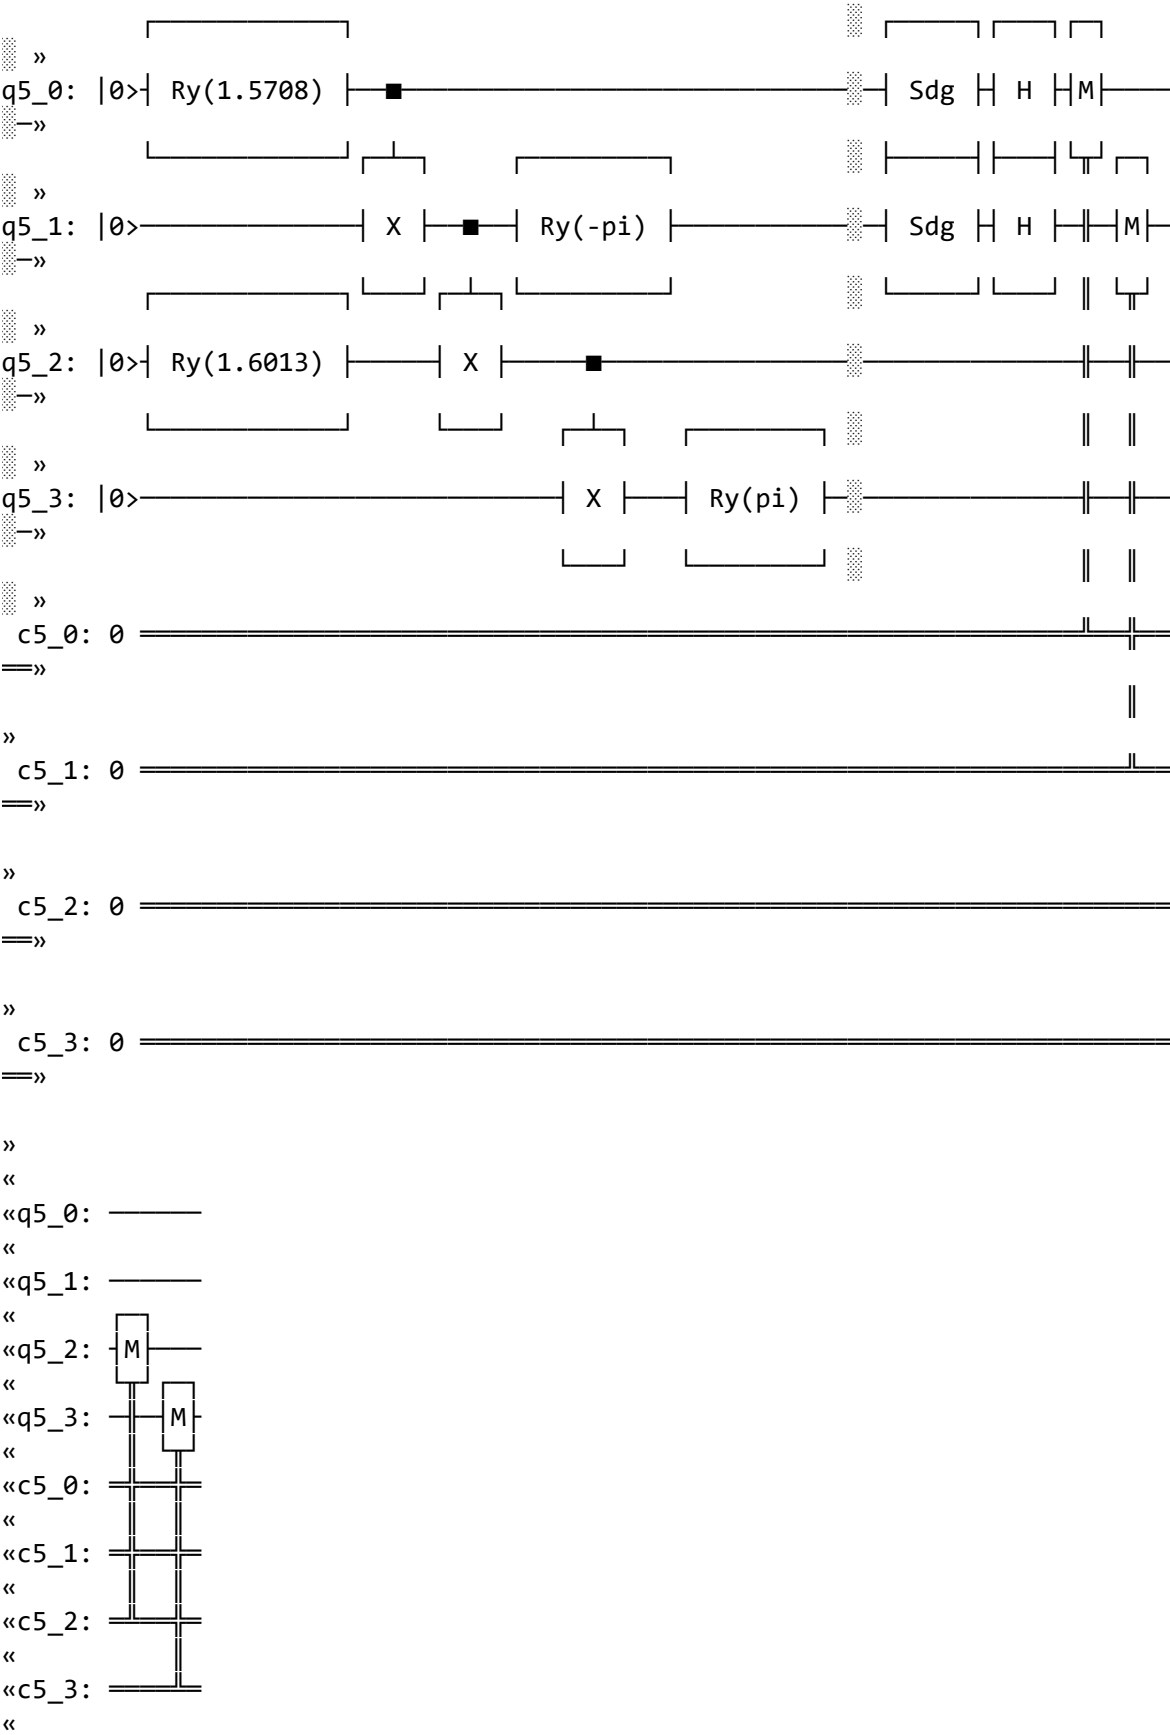 ░ ┌──────┐┌───┐┌─┐
░ »
q5_0: |0>┤ Ry(1.5708) ├──■─────────────────────────────░─┤ Sdg ├┤ H ├┤M├────
░─»
░ »
q5_1: |0>──────────────┤ X ├──■──┤ Ry(-pi) ├───────────░─┤ Sdg ├┤ H ├─╫─┤M├─
░─»
░ »
q5_2: |0>┤ Ry(1.6013) ├─────┤ X ├─────■────────────────░──────────────╫──╫──
░─»
░ »
q5_3: |0>───────────────────────────┤ X ├───┤ Ry(pi) ├─░──────────────╫──╫──
░─»
░ »
c5_0: 0 ══════════════════════════════════════════════════════════════╩══╬══
══»
»
c5_1: 0 ═════════════════════════════════════════════════════════════════╩══
══»
»
c5_2: 0 ════════════════════════════════════════════════════════════════════
══»
»
c5_3: 0 ════════════════════════════════════════════════════════════════════
══»
»
«
«q5_0: ──────
«
«q5_1: ──────
«
«q5_2: ┤M├───
«
«q5_3: ─╫─┤M├
«
«c5_0: ═╬══╬═
«
«c5_1: ═╬══╬═
«
«c5_2: ═╩══╬═
«
«c5_3: ════╩═
«